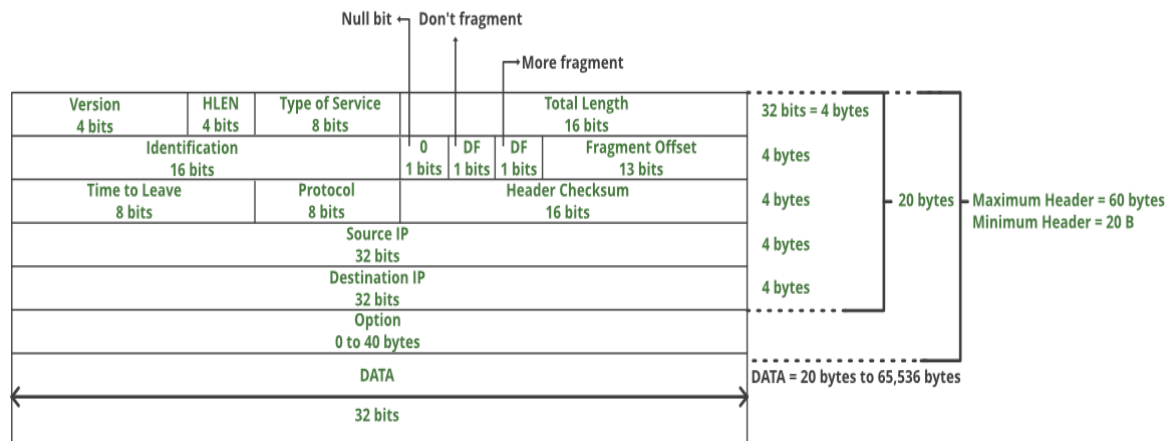 Null bit Don't fragment
More fragment
Version HLEN Type of Service Total Length
4 bits 4 bits 8 bits 16 bits
32 bits = 4 bytes
Identification 0 DF DF Fragment Offset
16 bits 1 bits 1 bits 1 bits 13 bits
4 bytes
Time to Leave Protocol Header Checksum
8 bits 8 bits 16 bits
4 bytes
20 bytes
Maximum Header = 60 bytes
Minimum Header = 20 B
Source IP
32 bits
4 bytes
Destination IP
32 bits
4 bytes
Option
0 to 40 bytes
DATA
DATA = 20 bytes to 65,536 bytes
32 bits